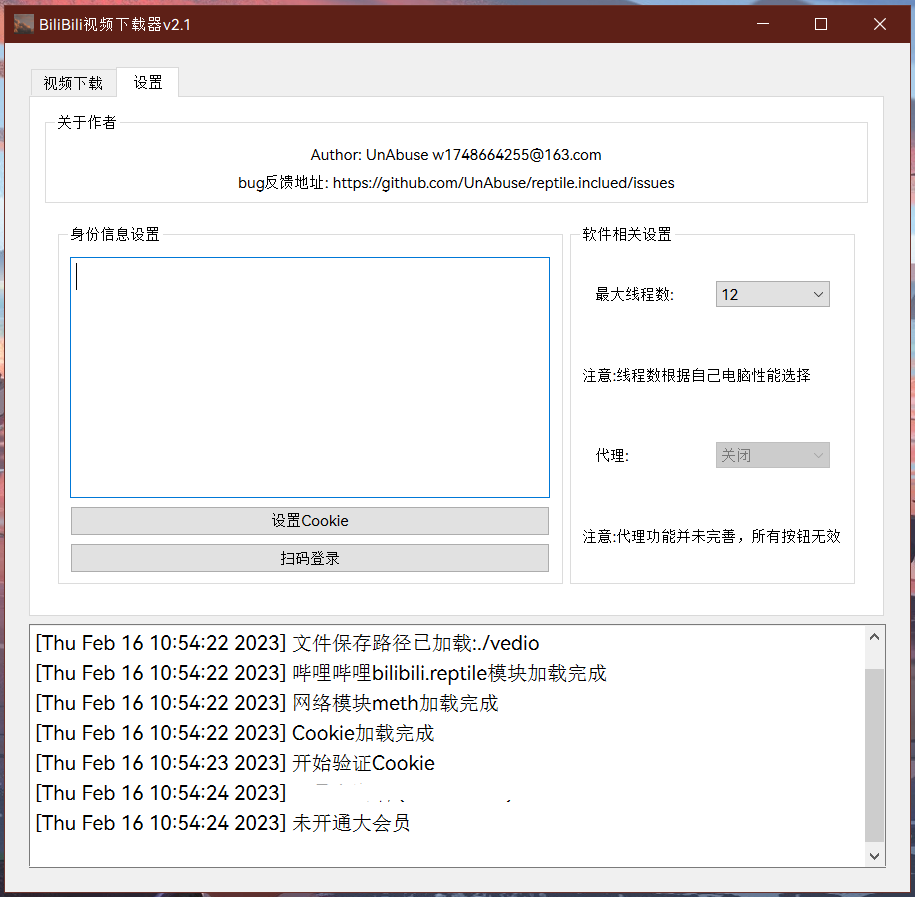 BiliBili视频下载器v2.1
视频下载
设置
关于作者
Author: UnAbuse w1748664255@163.com
bug反馈地址: https://github.com/UnAbuse/reptile.inclued/issues
身份信息设置
设置Cookie
扫码登录
软件相关设置
最大线程数:
12
注意:线程数根据自己电脑性能选择
代理:
关闭
注意:代理功能并未完善，所有按钮无效
[Thu Feb 16 10:54:22 2023] 文件保存路径已加载:./vedio
[Thu Feb 16 10:54:22 2023] 哔哩哔哩bilibili.reptile模块加载完成
[Thu Feb 16 10:54:22 2023] 网络模块meth加载完成
[Thu Feb 16 10:54:22 2023] Cookie加载完成
[Thu Feb 16 10:54:23 2023] 开始验证Cookie
[Thu Feb 16 10:54:24 2023]
[Thu Feb 16 10:54:24 2023] 未开通大会员